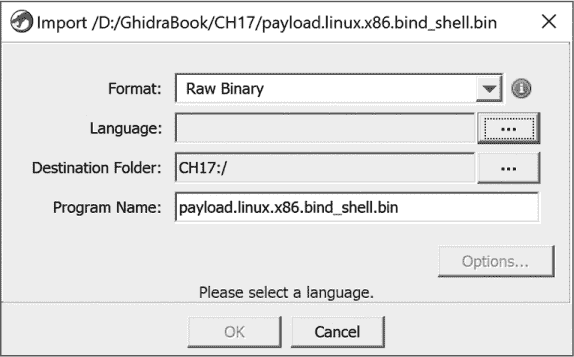 Import /D:/GhidraBook/CH17/payload.linux.x86.bind_shell.bin
Format: Raw Binary
Language: ...
Destination Folder: CH17:/ ...
Program Name: payload.linux.x86.bind_shell.bin
Options...
Please select a language.
OK Cancel